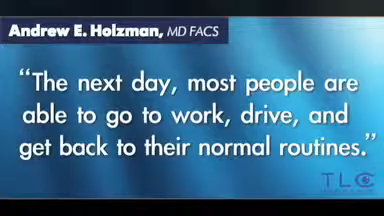 Andrew E. Holzman, MD FACS
“The next day, most people are
able to go to work, drive, and
get back to their normal routines.”
TLC